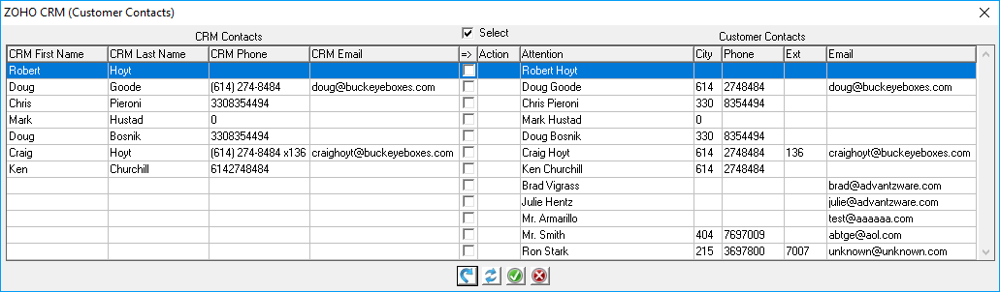 ZOHO CRM (Customer Contacts)
CRM Contacts Select Customer Contacts
CRM First Name CRM Last Name CRM Phone CRM Email => Action Attention City Phone Ext Email
Robert Hoyt Robert Hoyt
Doug Goode (614) 274-8484 doug@buckeyeboxes.com Doug Goode 614 2748484 doug@buckeyeboxes.com
Chris Pieroni 3308354494 Chris Pieroni 330 8354494
Mark Hustad 0 Mark Hustad 0
Doug Bosnik 3308354494 Doug Bosnik 330 8354494
Craig Hoyt (614) 274-8484 x136 craighoyt@buckeyeboxes.com Craig Hoyt 614 2748484 136 craighoyt@buckeyeboxes.com
Ken Churchill 6142748484 Ken Churchill 614 2748484
Brad Vigrass brad@advantzware.com
Julie Hentz julie@advantzware.com
Mr. Armarillo test@aaaaaa.com
Mr. Smith 404 7697009 abtge@aol.com
Ron Stark 215 3697800 7007 unknown@unknown.com